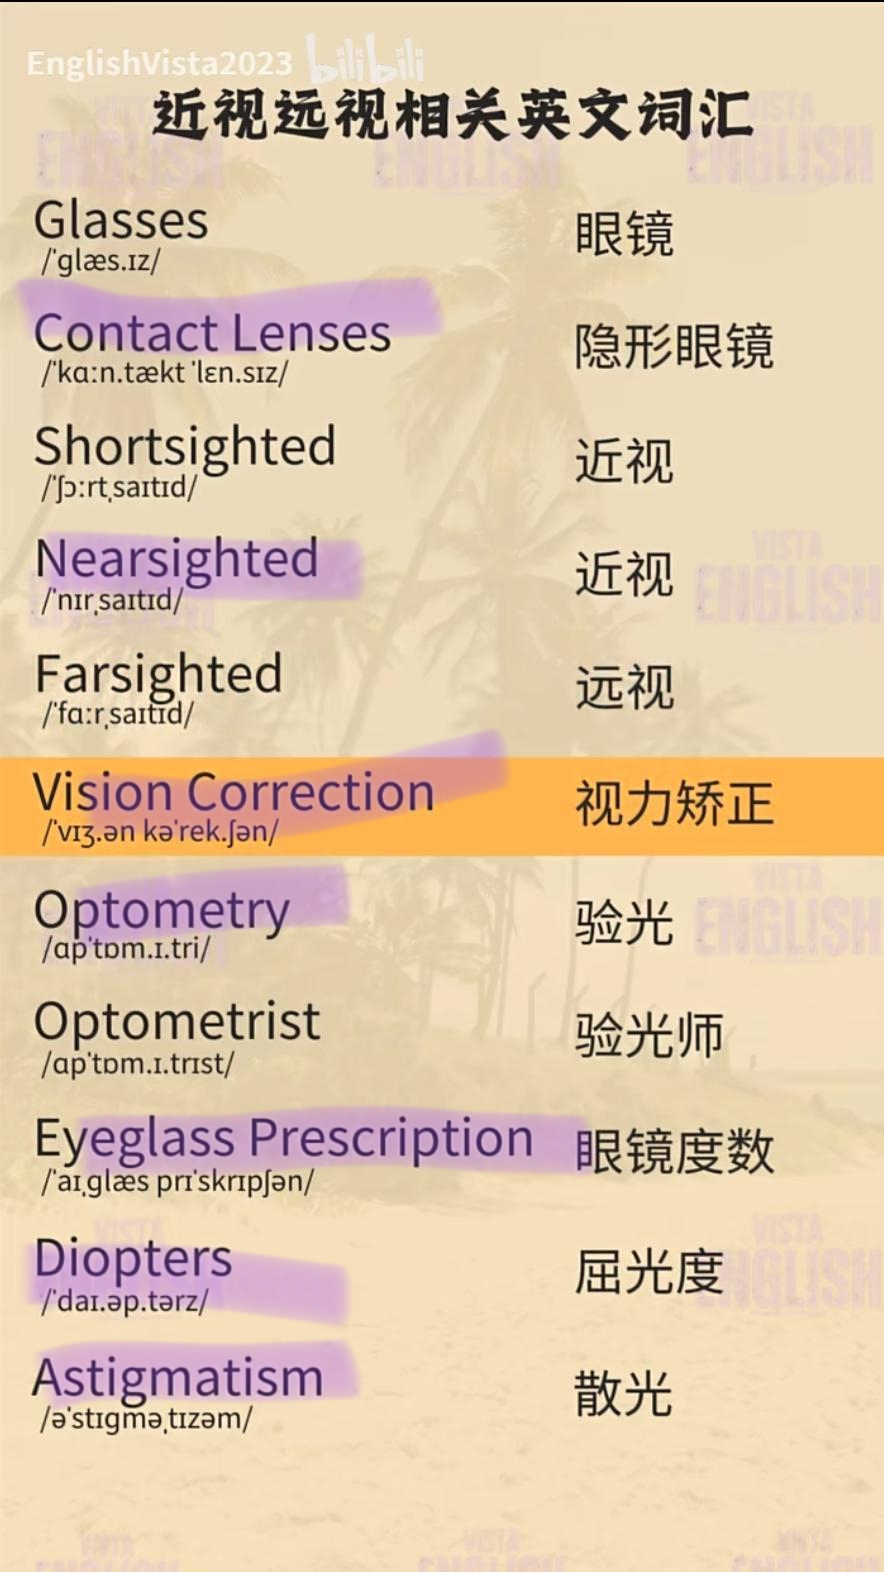 EnglishVista2023 bilibili
近视远视相关英文词汇
Glasses 眼镜
/ˈglæs.ɪz/
Contact Lenses 隐形眼镜
/ˈkɑːn.tækt ˈlɛn.sɪz/
Shortsighted 近视
/ˈʃɔːrtˌsaɪtɪd/
Nearsighted 近视
/ˈnɪrˌsaɪtɪd/
Farsighted 远视
/ˈfɑːrˌsaɪtɪd/
Vision Correction 视力矫正
/ˈvɪʒ.ən kəˈrek.ʃən/
Optometry 验光
/ɑpˈtɒm.ɪ.tri/
Optometrist 验光师
/ɑpˈtɒm.ɪ.trɪst/
Eyeglass Prescription 眼镜度数
/ˈaɪˌglæs prɪˈskrɪpʃən/
Diopters 屈光度
/ˈdaɪ.əp.tərz/
Astigmatism 散光
/əˈstɪgməˌtɪzəm/
VISTA
ENGLISH